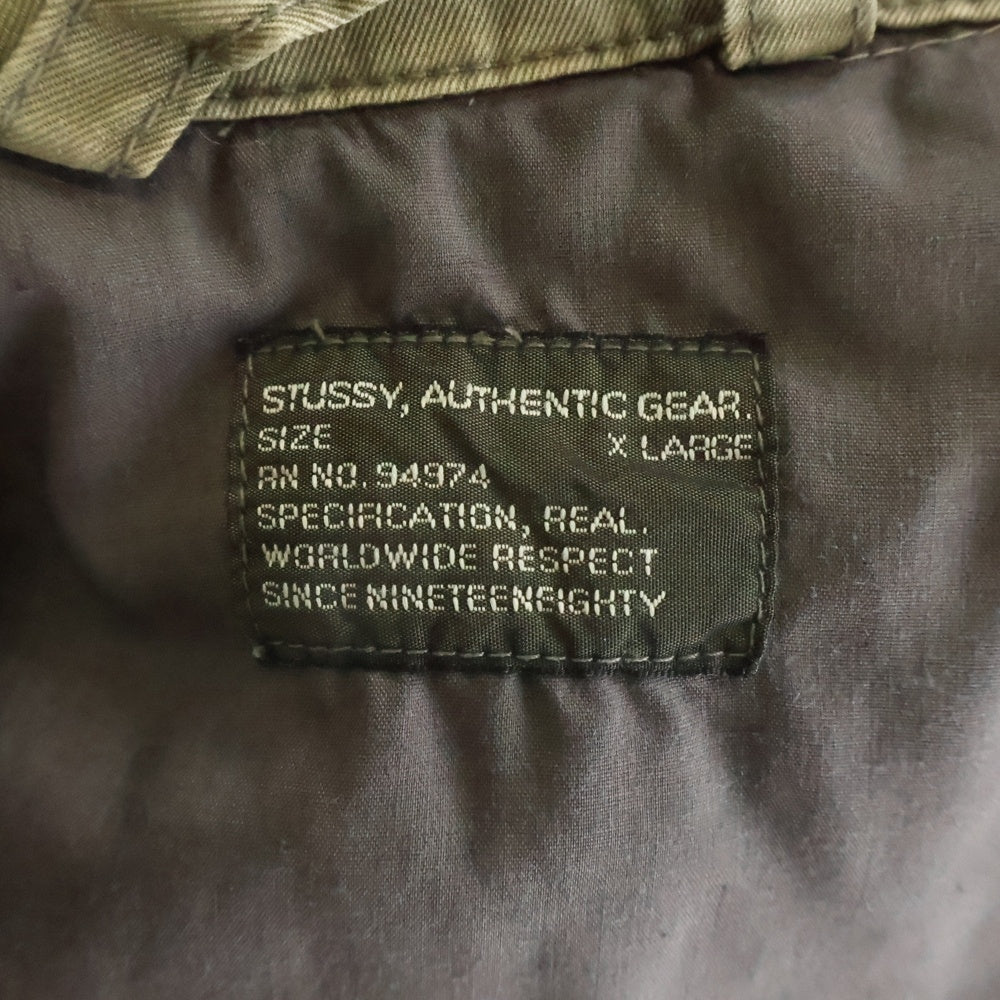 STUSSY, AUTHENTIC GEAR.
SIZE X LARGE
RN NO. 94974
SPECIFICATION, REAL.
WORLDWIDE RESPECT
SINCE NINETEENEIGHTY